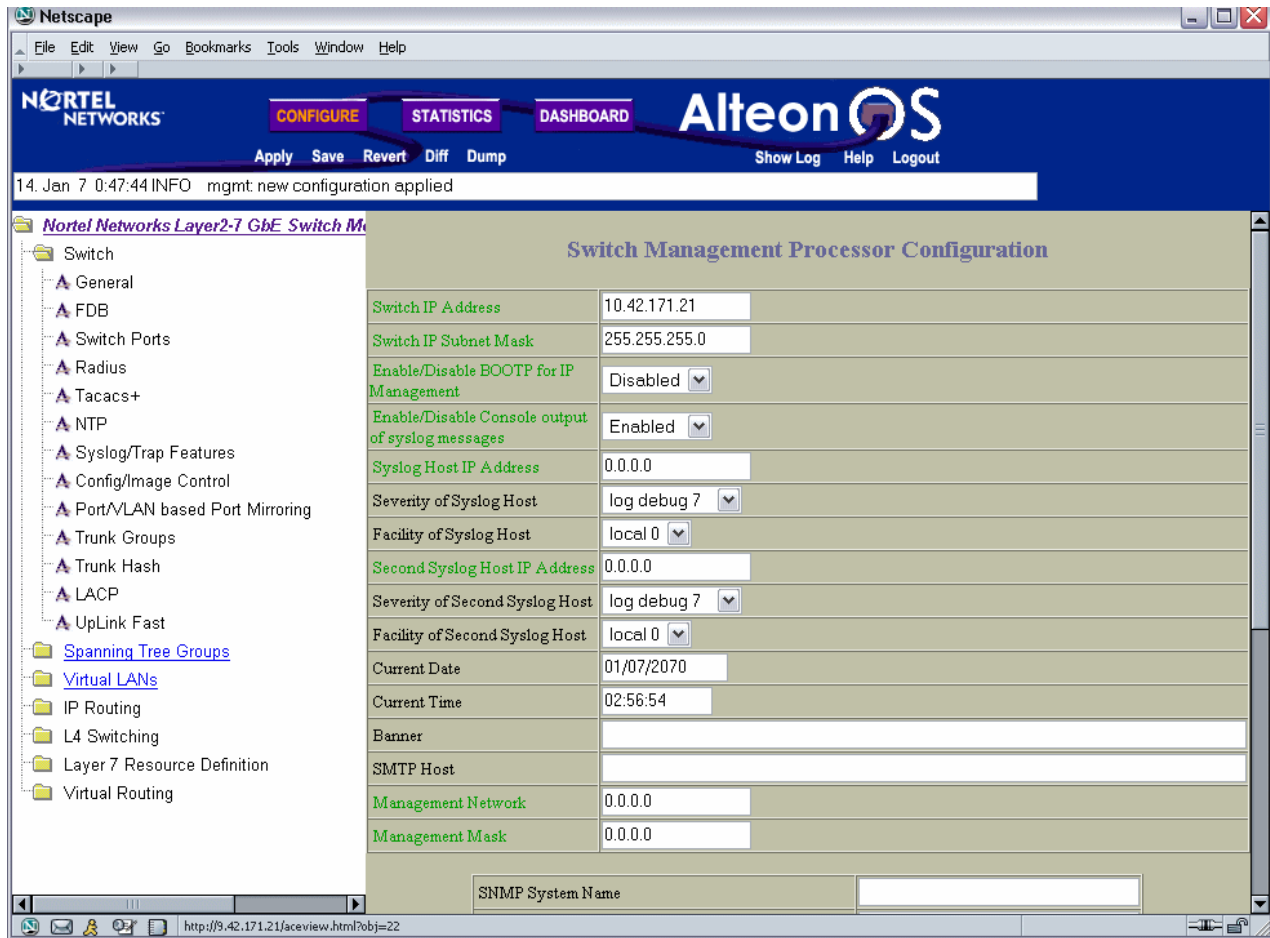 Netscape
File Edit View Go Bookmarks Tools Window Help
NORTEL NETWORKS
CONFIGURE STATISTICS DASHBOARD
Alteon OS
Apply Save Revert Diff Dump Show Log Help Logout
14. Jan 7 0:47:44 INFO mgmt: new configuration applied
Nortel Networks Layer2-7 GbE Switch Mo
Switch
General
FDB
Switch Ports
Radius
Tacacs+
NTP
Syslog/Trap Features
Config/Image Control
Port/VLAN based Port Mirroring
Trunk Groups
Trunk Hash
LACP
UpLink Fast
Spanning Tree Groups
Virtual LANs
IP Routing
L4 Switching
Layer 7 Resource Definition
Virtual Routing
Switch Management Processor Configuration
Switch IP Address 10.42.171.21
Switch IP Subnet Mask 255.255.255.0
Enable/Disable BOOTP for IP
Management Disabled
Enable/Disable Console output
of syslog messages Enabled
Syslog Host IP Address 0.0.0.0
Severity of Syslog Host log debug 7
Facility of Syslog Host local 0
Second Syslog Host IP Address 0.0.0.0
Severity of Second Syslog Host log debug 7
Facility of Second Syslog Host local 0
Current Date 01/07/2070
Current Time 02:56:54
Banner
SMTP Host
Management Network 0.0.0.0
Management Mask 0.0.0.0
SNMP System Name
http://9.42.171.21/aceview.html?obj=22